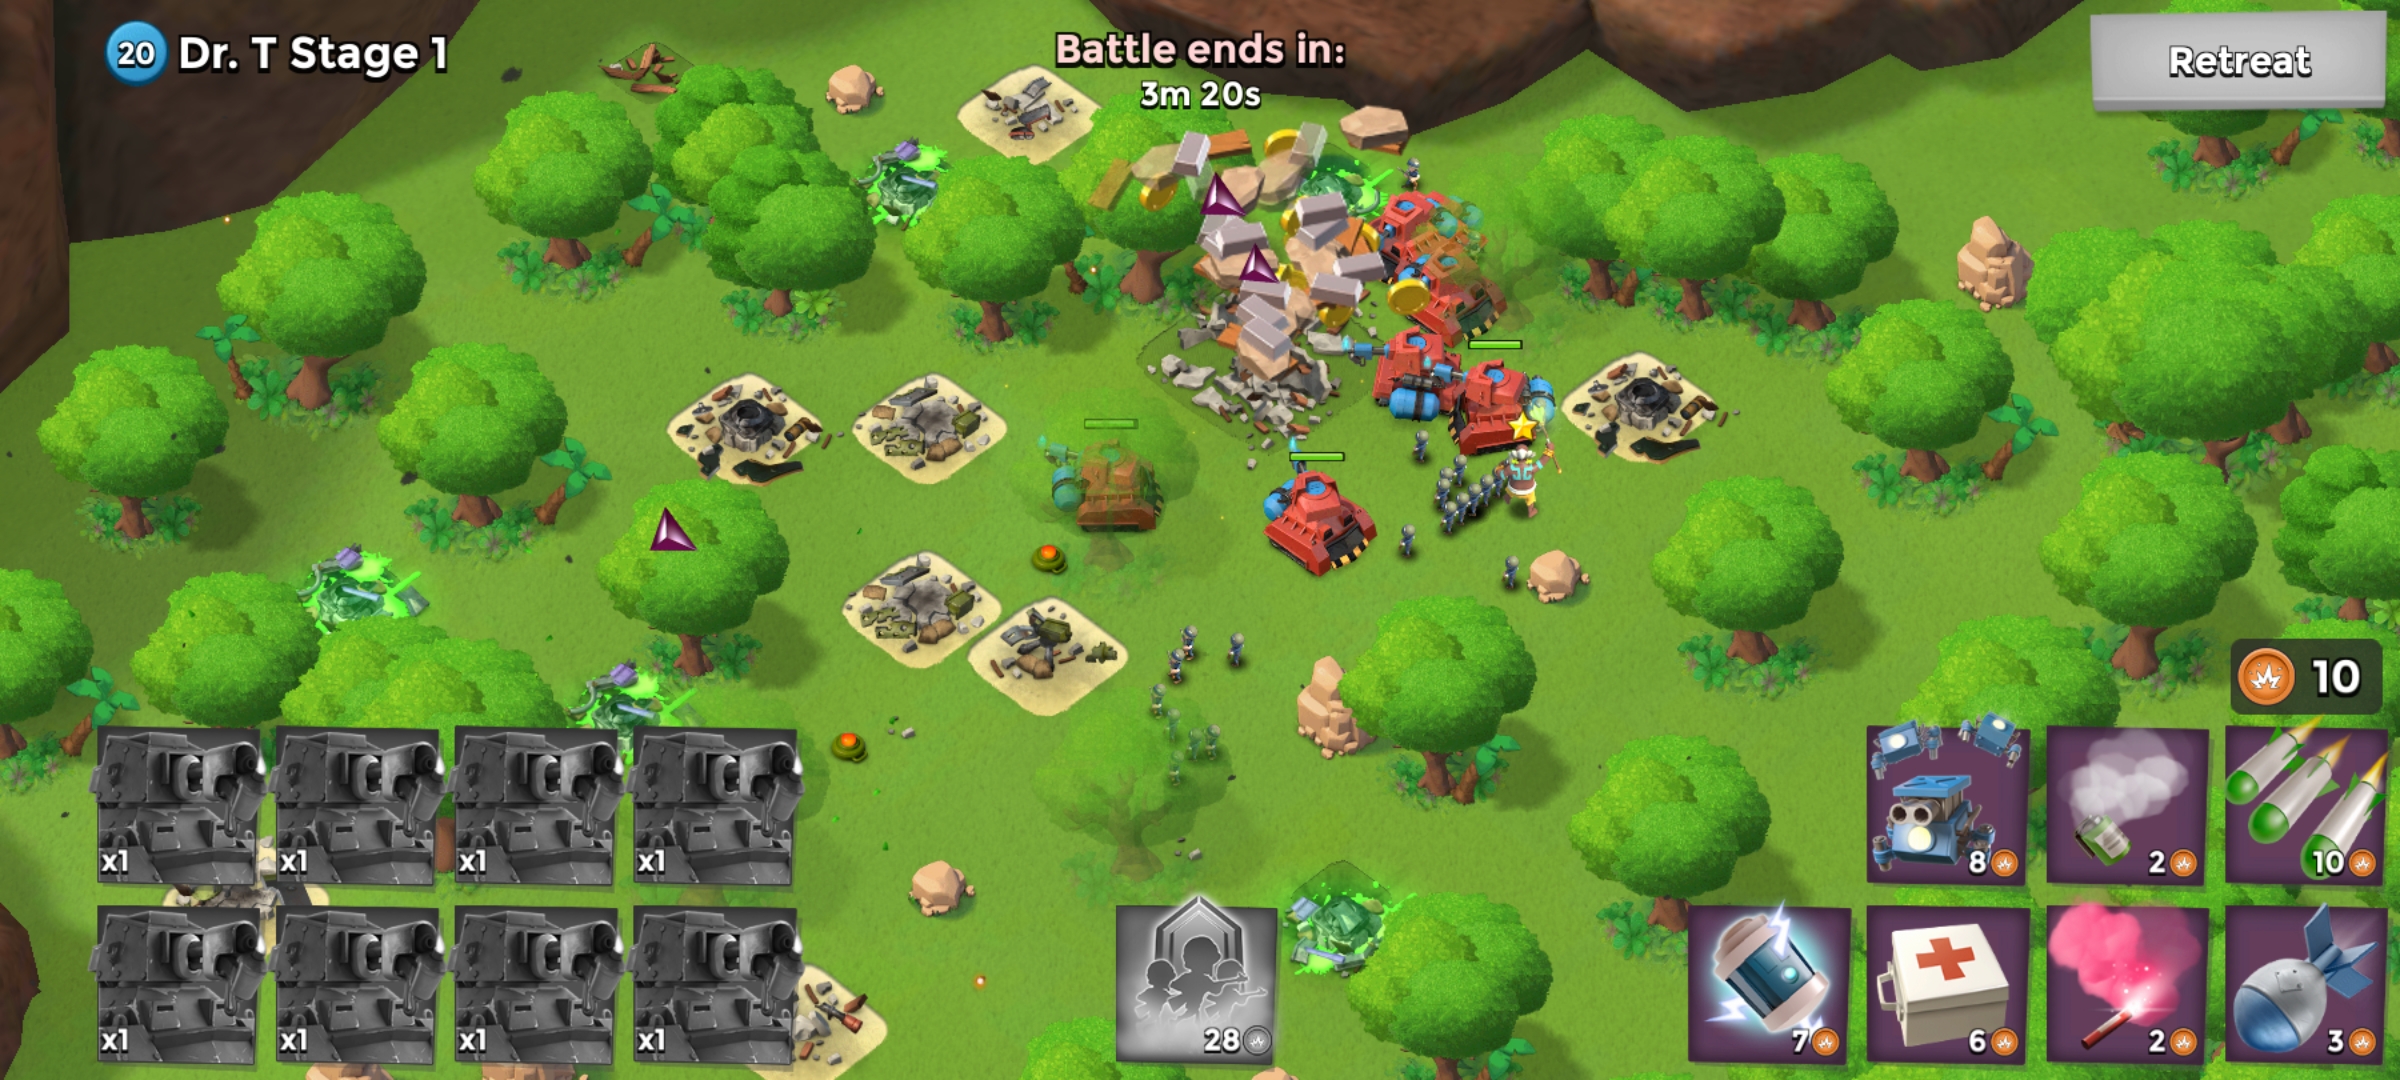 20 Dr. T Stage 1
Battle ends in:
3m 20s
Retreat
10
8
2
10
x1
x1
x1
x1
x1
x1
x1
x1
28
7
6
2
3